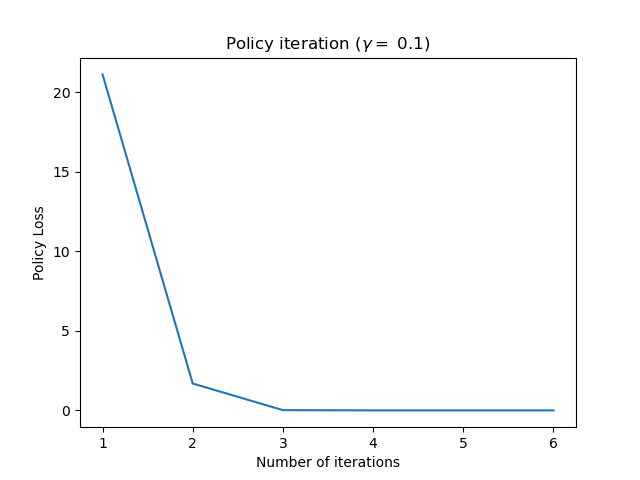 Policy iteration (γ = 0.1)
20
15
10
5
0
Policy Loss
1 2 3 4 5 6
Number of iterations